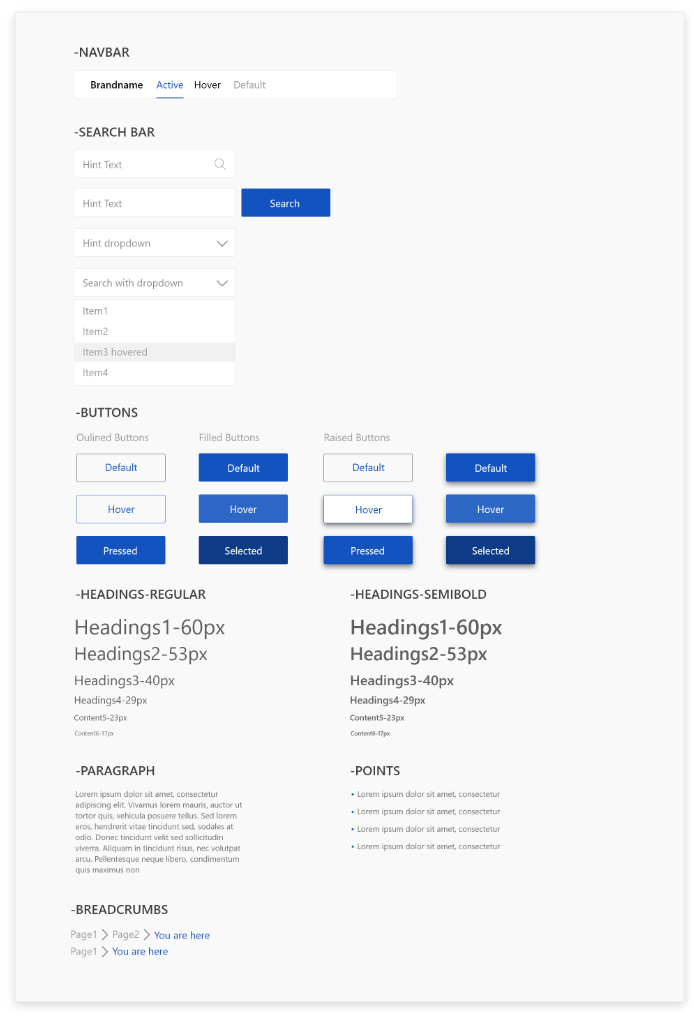 -NAVBAR
Brandname Active Hover Default
-SEARCH BAR
Hint Text
Hint Text Search
Hint dropdown
Search with dropdown
Item1
Item2
Item3 hovered
Item4
-BUTTONS
Oulined Buttons Filled Buttons Raised Buttons
Default Default Default Default
Hover Hover Hover Hover
Pressed Selected Pressed Selected
-HEADINGS-REGULAR
Headings1-60px
Headings2-53px
Headings3-40px
Headings4-29px
Content5-23px
Content6-17px
-HEADINGS-SEMIBOLD
Headings1-60px
Headings2-53px
Headings3-40px
Headings4-29px
Content5-23px
Content6-17px
-PARAGRAPH
Lorem ipsum dolor sit amet, consectetur
adipiscing elit. Vivamus lorem mauris, auctor ut
tortor quis, vehicula posuere tellus. Sed lorem
eros, hendrerit vitae tincidunt sed, sodales at
odio. Donec tincidunt velit sed sollicitudin
viverra. Aliquam in tincidunt risus, nec volutpat
arcu. Pellentesque neque libero, condimentum
quis maximus non
-POINTS
• Lorem ipsum dolor sit amet, consectetur
• Lorem ipsum dolor sit amet, consectetur
• Lorem ipsum dolor sit amet, consectetur
• Lorem ipsum dolor sit amet, consectetur
-BREADCRUMBS
Page1 > Page2 > You are here
Page1 > You are here